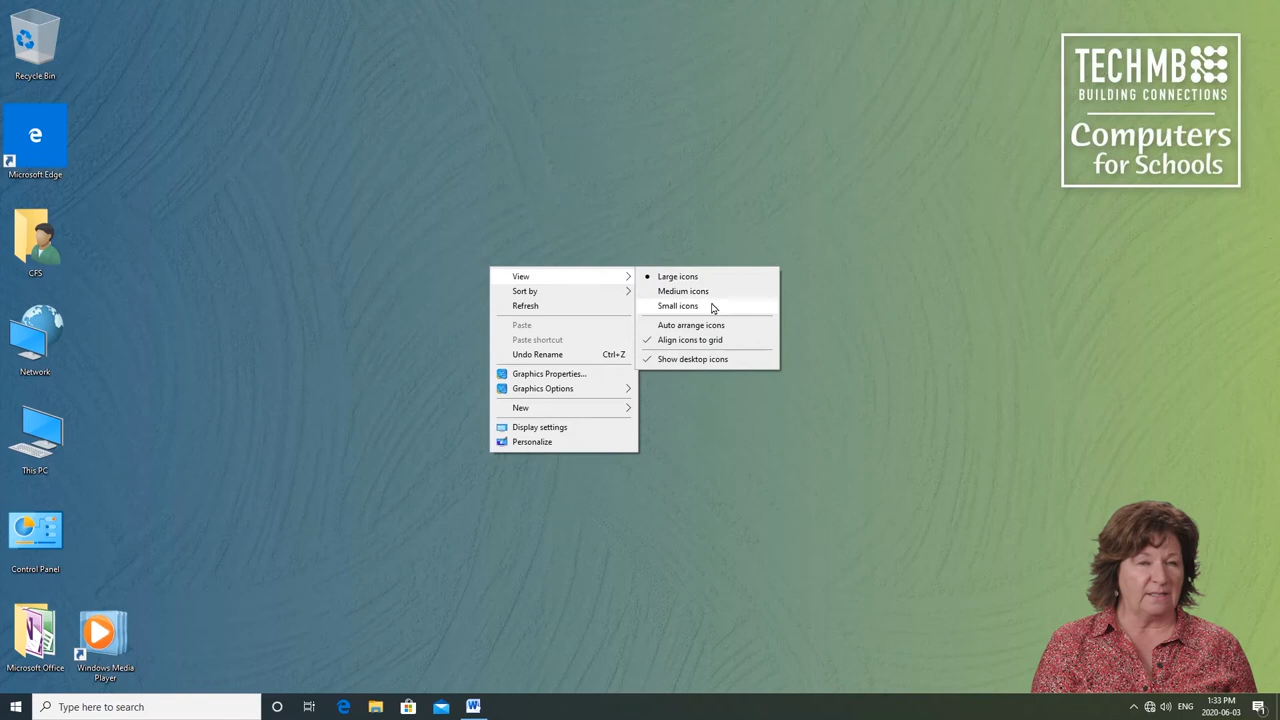 Recycle Bin
Microsoft Edge
CFS
Network
This PC
Control Panel
Microsoft Office
Windows Media
Player
View
Sort by
Refresh
Paste
Paste shortcut
Undo Rename Ctrl+Z
Graphics Properties...
Graphics Options
New
Display settings
Personalize
Large icons
Medium icons
Small icons
Auto arrange icons
Align icons to grid
Show desktop icons
TECHMB
BUILDING CONNECTIONS
Computers
for Schools
Type here to search
ENG
1:33 PM
2020-06-03